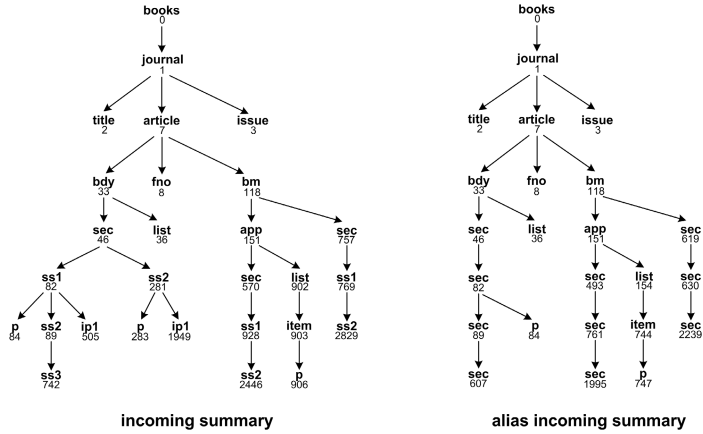 books books
0 0
journal journal
1 1
title article issue title article issue
2 7 3 2 7 3
bdy fno bm bdy fno bm
33 8 118 33 8 118
sec list app sec sec list app sec
46 36 151 757 46 36 151 619
ss1 ss2 sec list ss1 sec sec list sec
82 281 570 902 769 82 493 154 630
p ss2 ip1 p ip1 ss1 item ss2 sec p sec item sec
84 89 505 283 1949 928 903 2829 89 84 761 744 2239
ss3 ss2 p sec sec p
742 2446 906 607 1995 747
incoming summary alias incoming summary